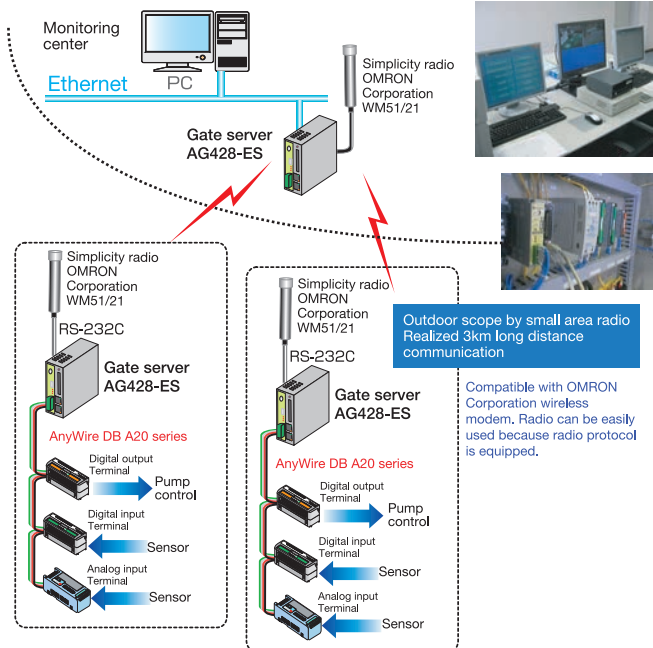 Monitoring
center
Ethernet
PC
Simplicity radio
OMRON
Corporation
WM51/21
Gate server
AG428-ES
Simplicity radio
OMRON
Corporation
WM51/21
RS-232C
Gate server
AG428-ES
AnyWire DB A20 series
Digital output
Terminal
Pump
control
Digital input
Terminal
Sensor
Analog input
Terminal
Sensor
Simplicity radio
OMRON
Corporation
WM51/21
RS-232C
Gate server
AG428-ES
AnyWire DB A20 series
Digital output
Terminal
Pump
control
Digital input
Terminal
Sensor
Analog input
Terminal
Sensor
Outdoor scope by small area radio
Realized 3km long distance
communication
Compatible with OMRON
Corporation wireless
modem. Radio can be easily
used because radio protocol
is equipped.